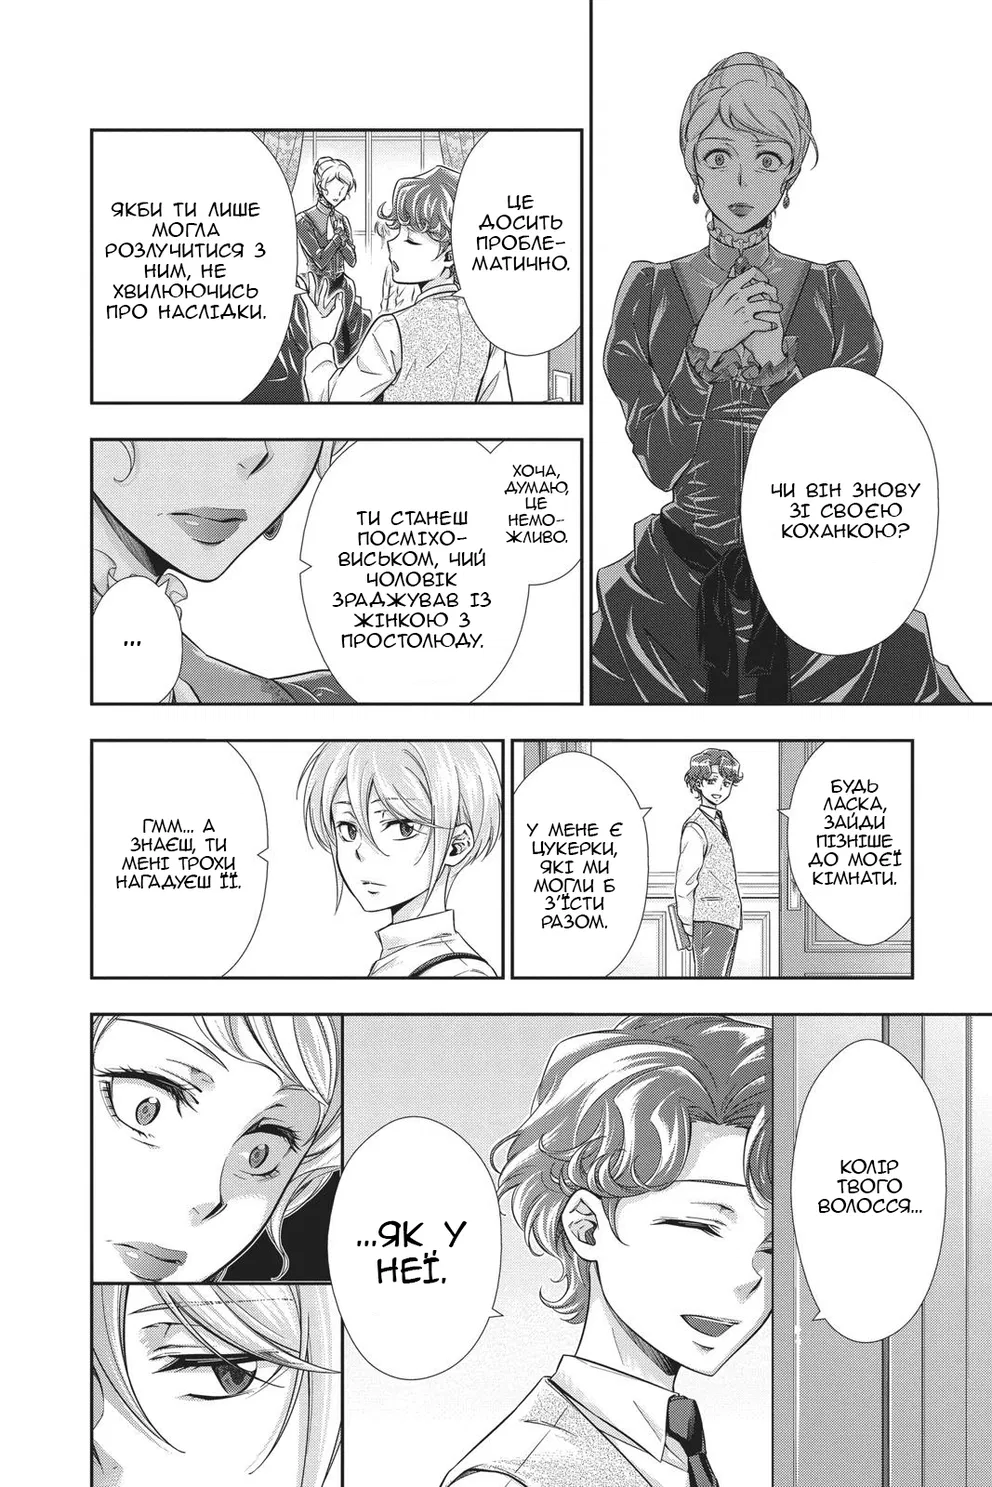 ЧИ ВІН ЗНОВУ
ЗІ СВОЄЮ
КОХАНКОЮ?
ЦЕ
ДОСИТЬ
ПРОБЛЕ-
МАТИЧНО.
ЯКБИ ТИ ЛИШЕ
МОГЛА
РОЗЛУЧИТИСЯ З
НИМ, НЕ
ХВИЛЮЮЧИСЬ
ПРО НАСЛІДКИ.
ХОЧА,
ДУМАЮ,
ЦЕ
НЕМО-
ЖЛИВО.
ТИ СТАНЕШ
ПОСМІХО-
ВИСЬКОМ, ЧИЙ
ЧОЛОВІК
ЗРАДЖУВАВ ІЗ
ЖІНКОЮ З
ПРОСТОЛЮДУ.
...
БУДЬ
ЛАСКА,
ЗАЙДИ
ПІЗНІШЕ
ДО МОЄЇ
КІМНАТИ.
У МЕНЕ Є
ЦУКЕРКИ,
ЯКІ МИ
МОГЛИ Б
З'ЇСТИ
РАЗОМ.
ГММ... А
ЗНАЄШ, ТИ
МЕНІ ТРОХИ
НАГАДУЄШ ЇЇ.
КОЛІР
ТВОГО
ВОЛОССЯ...
...ЯК У
НЕЇ.